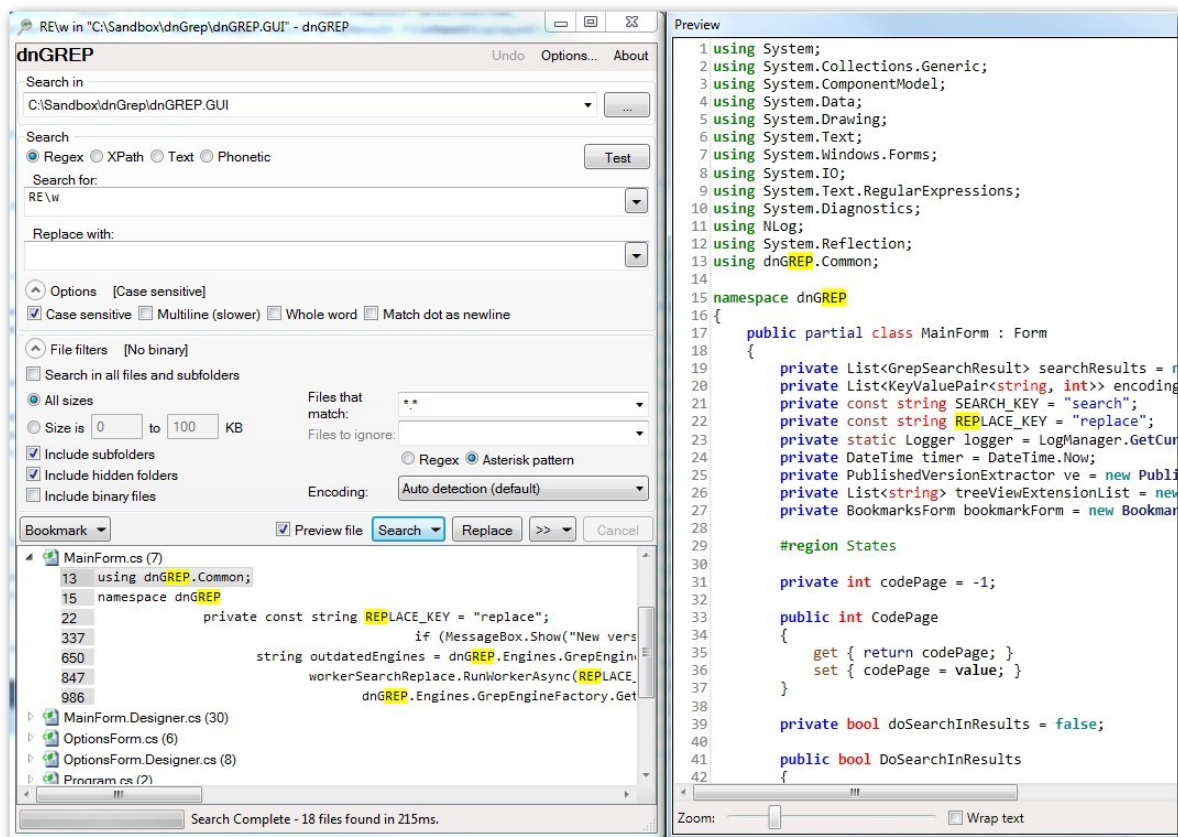 RE\w in "C:\Sandbox\dnGrep\dnGREP.GUI" - dnGREP
dnGREP
Undo Options... About
Search in
C:\Sandbox\dnGrep\dnGREP.GUI ...
Search
Regex XPath Text Phonetic Test
Search for:
RE\w
Replace with:
Options [Case sensitive]
Case sensitive Multiline (slower) Whole word Match dot as newline
File filters [No binary]
Search in all files and subfolders
All sizes
Files that match: *.*
Size is 0 to 100 KB
Files to ignore:
Include subfolders
Regex Asterisk pattern
Include hidden folders
Include binary files
Encoding: Auto detection (default)
Bookmark Preview file Search Replace >> Cancel
MainForm.cs (7)
13 using dnGREP.Common;
15 namespace dnGREP
22 private const string REPLACE_KEY = "replace";
337 if (MessageBox.Show("New vers
650 string outdatedEngines = dnGREP.Engines.GrepEngin
847 workerSearchReplace.RunWorkerAsync(REPLACE_
986 dnGREP.Engines.GrepEngineFactory.Get
MainForm.Designer.cs (30)
OptionsForm.cs (6)
OptionsForm.Designer.cs (8)
Program.cs (2)
Search Complete - 18 files found in 215ms.
Preview
1 using System;
2 using System.Collections.Generic;
3 using System.ComponentModel;
4 using System.Data;
5 using System.Drawing;
6 using System.Text;
7 using System.Windows.Forms;
8 using System.IO;
9 using System.Text.RegularExpressions;
10 using System.Diagnostics;
11 using NLog;
12 using System.Reflection;
13 using dnGREP.Common;
14
15 namespace dnGREP
16 {
17 public partial class MainForm : Form
18 {
19 private List<GrepSearchResult> searchResults = n
20 private List<KeyValuePair<string, int>> encoding
21 private const string SEARCH_KEY = "search";
22 private const string REPLACE_KEY = "replace";
23 private static Logger logger = LogManager.GetCur
24 private DateTime timer = DateTime.Now;
25 private PublishedVersionExtractor ve = new Publi
26 private List<string> treeViewExtensionList = new
27 private BookmarksForm bookmarkForm = new Bookmar
28
29 #region States
30
31 private int codePage = -1;
32
33 public int CodePage
34 {
35 get { return codePage; }
36 set { codePage = value; }
37 }
38
39 private bool doSearchInResults = false;
40
41 public bool DoSearchInResults
42 {
Zoom: Wrap text